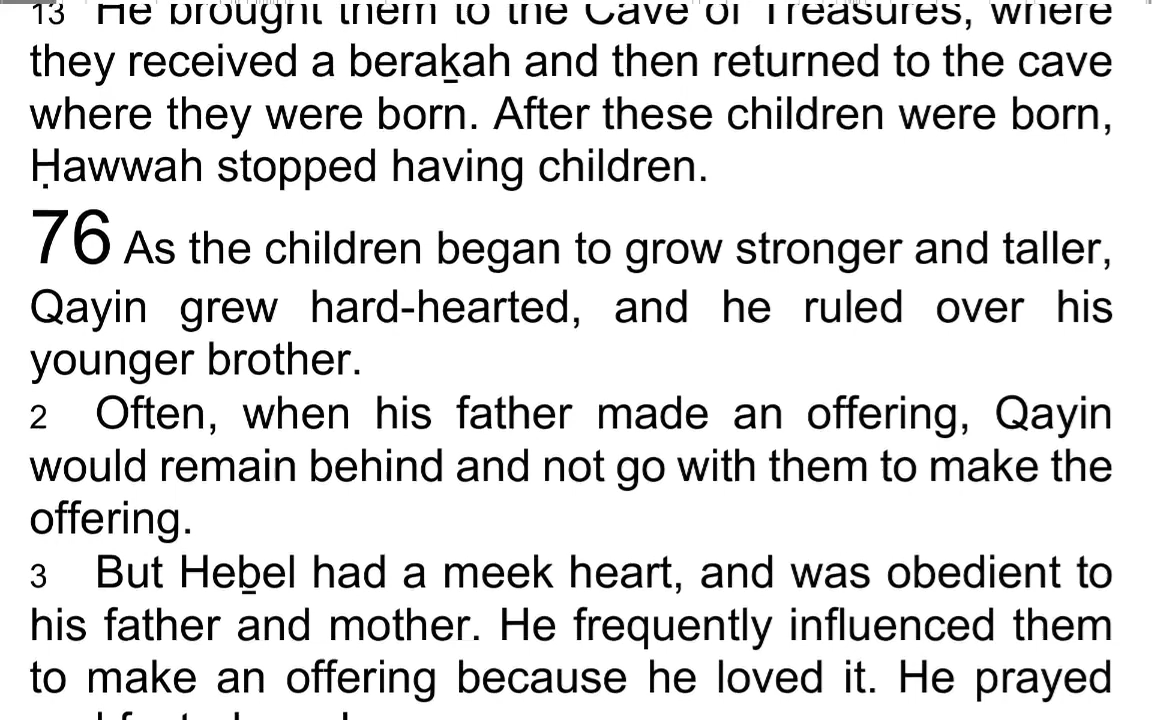 13 He brought them to the Cave of Treasures, where
they received a beraḵah and then returned to the cave
where they were born. After these children were born,
Ḥawwah stopped having children.
76 As the children began to grow stronger and taller,
Qayin grew hard-hearted, and he ruled over his
younger brother.
2 Often, when his father made an offering, Qayin
would remain behind and not go with them to make the
offering.
3 But Heḇel had a meek heart, and was obedient to
his father and mother. He frequently influenced them
to make an offering because he loved it. He prayed